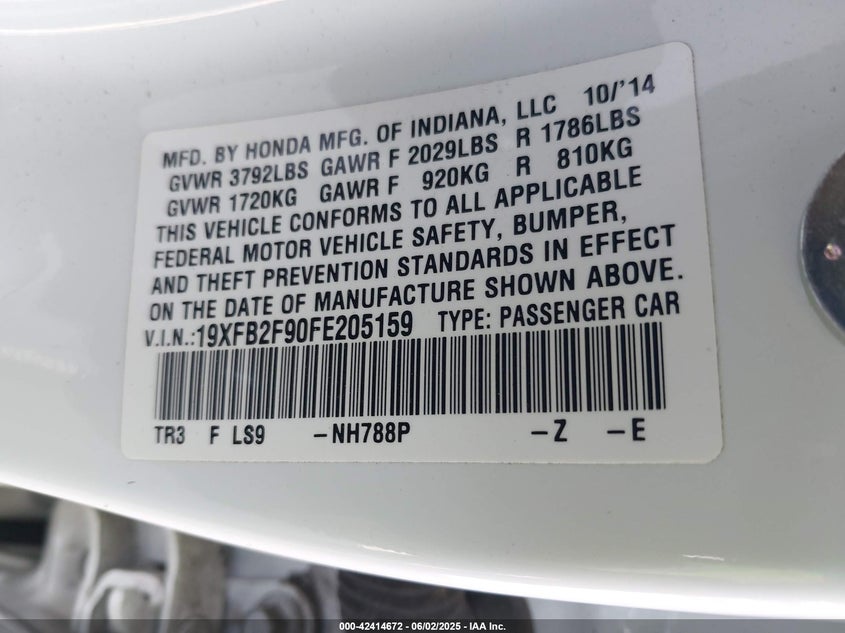 MFD. BY HONDA MFG. OF INDIANA, LLC 10/'14
GVWR 3792LBS GAWR F 2029LBS R 1786LBS
GVWR 1720KG GAWR F 920KG R 810KG
THIS VEHICLE CONFORMS TO ALL APPLICABLE
FEDERAL MOTOR VEHICLE SAFETY, BUMPER,
AND THEFT PREVENTION STANDARDS IN EFFECT
ON THE DATE OF MANUFACTURE SHOWN ABOVE.
V.I.N.:19XFB2F90FE205159 TYPE: PASSENGER CAR
TR3 F LS9 -NH788P -Z -E
000-42414672 | 06/02/2025 - IAA Inc.